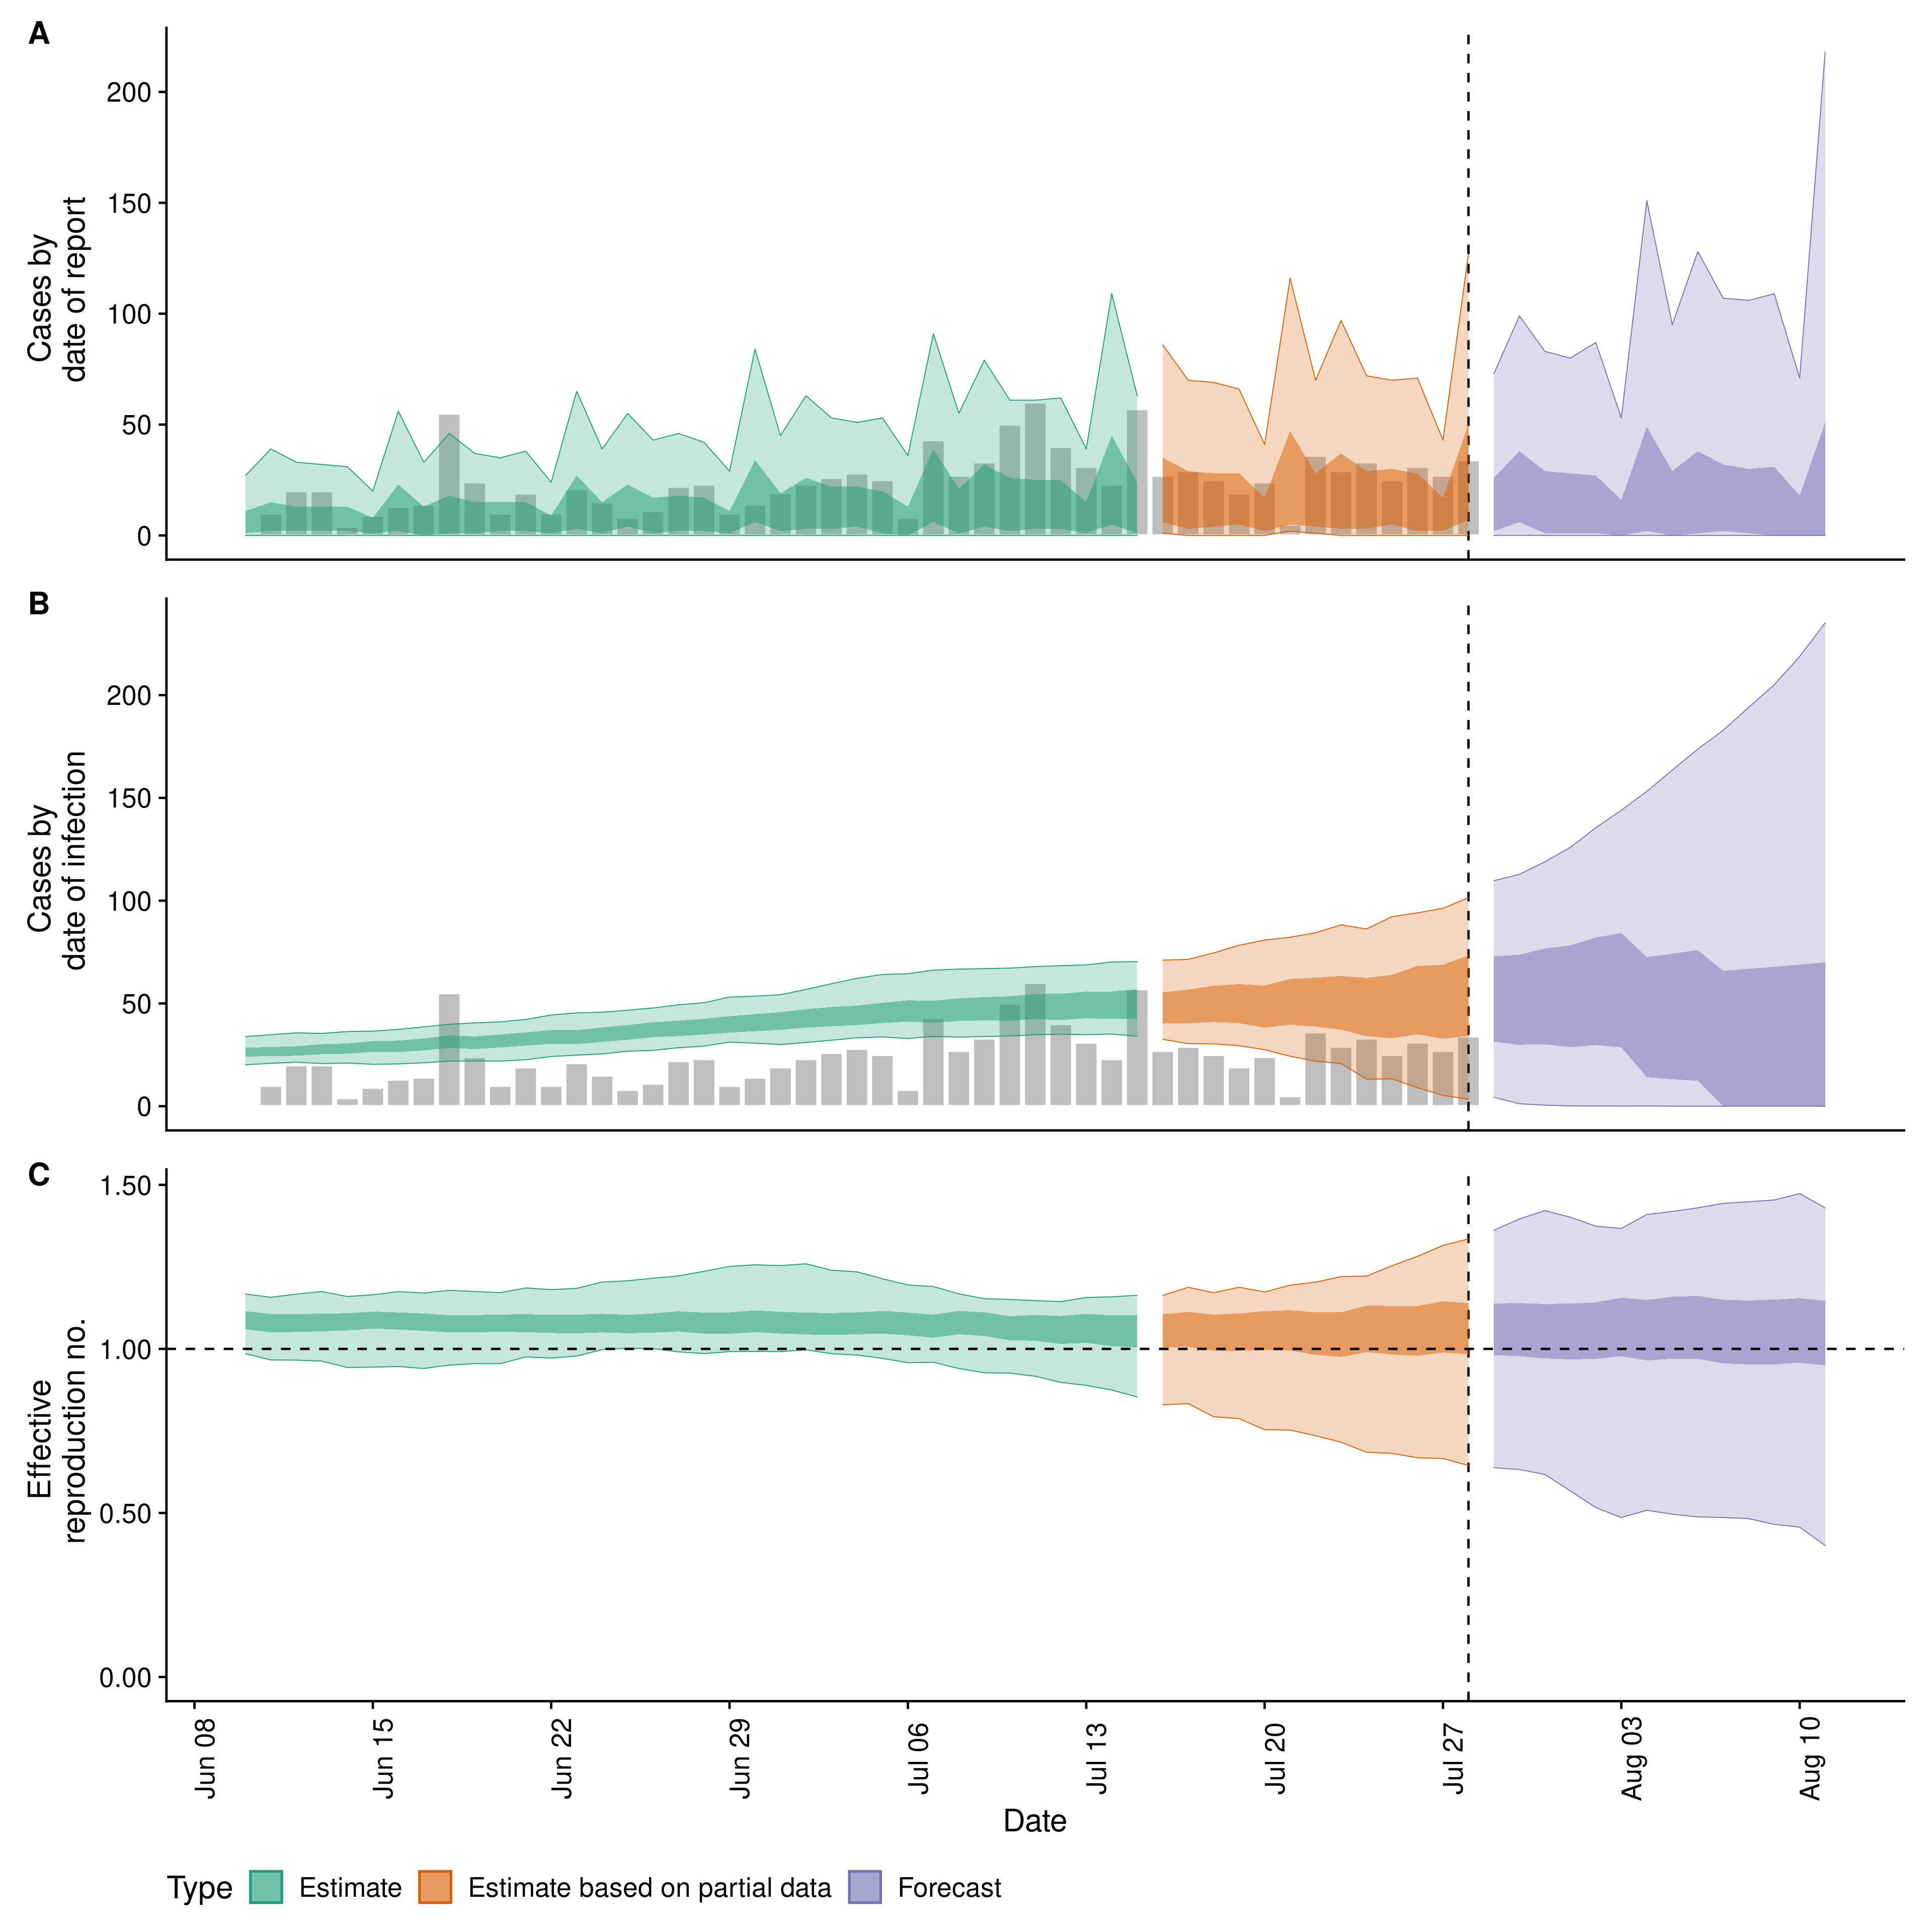 A
Cases by
date of report
200
150
100
50
0
B
Cases by
date of infection
200
150
100
50
0
C
Effective
reproduction no.
1.50
1.00
0.50
0.00
Jun 08
Jun 15
Jun 22
Jun 29
Jul 06
Jul 13
Jul 20
Jul 27
Aug 03
Aug 10
Date
Type Estimate Estimate based on partial data Forecast